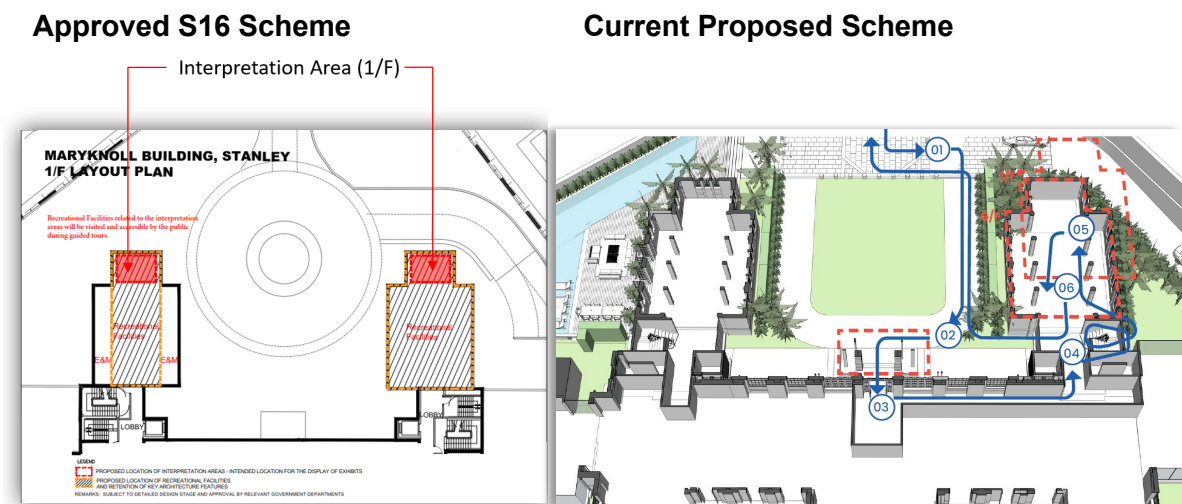 Approved S16 Scheme
Current Proposed Scheme
Interpretation Area (1/F)
MARYKNOLL BUILDING, STANLEY
1/F LAYOUT PLAN
Recreational Facilities related to the interpretation
areas will be visited and accessible by the public
during guided tours.
Recreational
Facilities
Recreational
Facilities
E&M
E&M
LOBBY
LOBBY
LEGEND
PROPOSED LOCATION OF INTERPRETATION AREAS - INTENDED LOCATION FOR THE DISPLAY OF EXHIBITS
PROPOSED LOCATION OF RECREATIONAL FACILITIES
AND RETENTION OF KEY ARCHITECTURE FEATURES
REMARKS: SUBJECT TO DETAILED DESIGN STAGE AND APPROVAL BY RELEVANT GOVERNMENT DEPARTMENTS
01
05
06
02
04
03